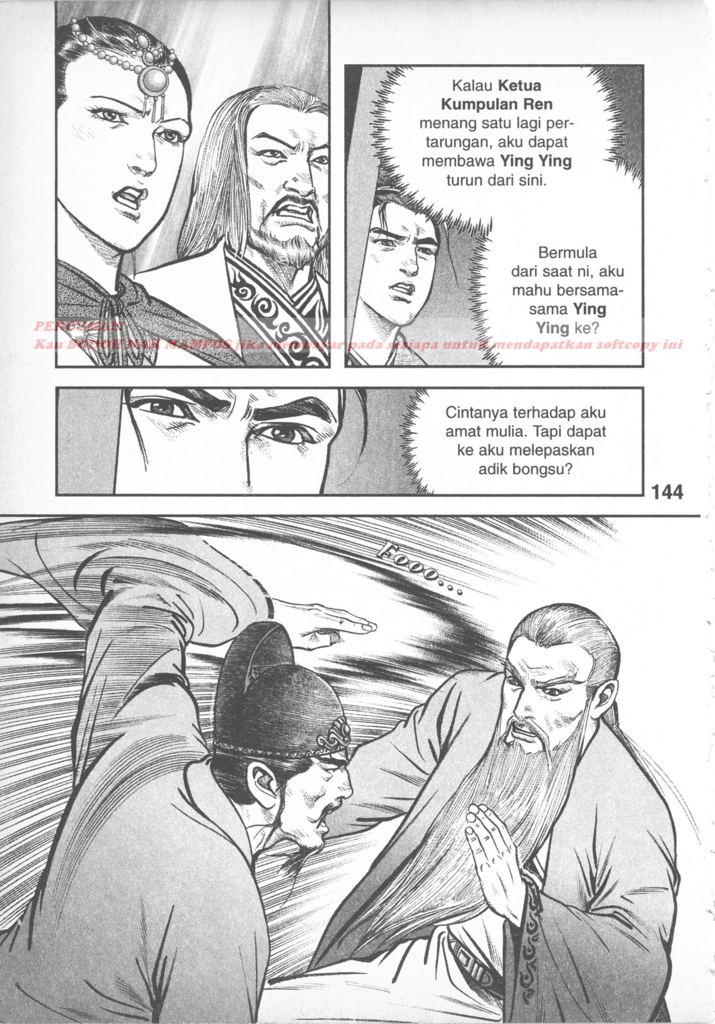 Kalau Ketua
Kumpulan Ren
menang satu lagi per-
tarungan, aku dapat
membawa Ying Ying
turun dari sini.
Bermula
dari saat ni, aku
mahu bersama-
sama Ying
Ying ke?
PERHATIAN
jika membayar pada sesiapa untuk mendapatkan softcopy ini
Cintanya terhadap aku
amat mulia. Tapi dapat
ke aku melepaskan
adik bongsu?
144
Fooo...